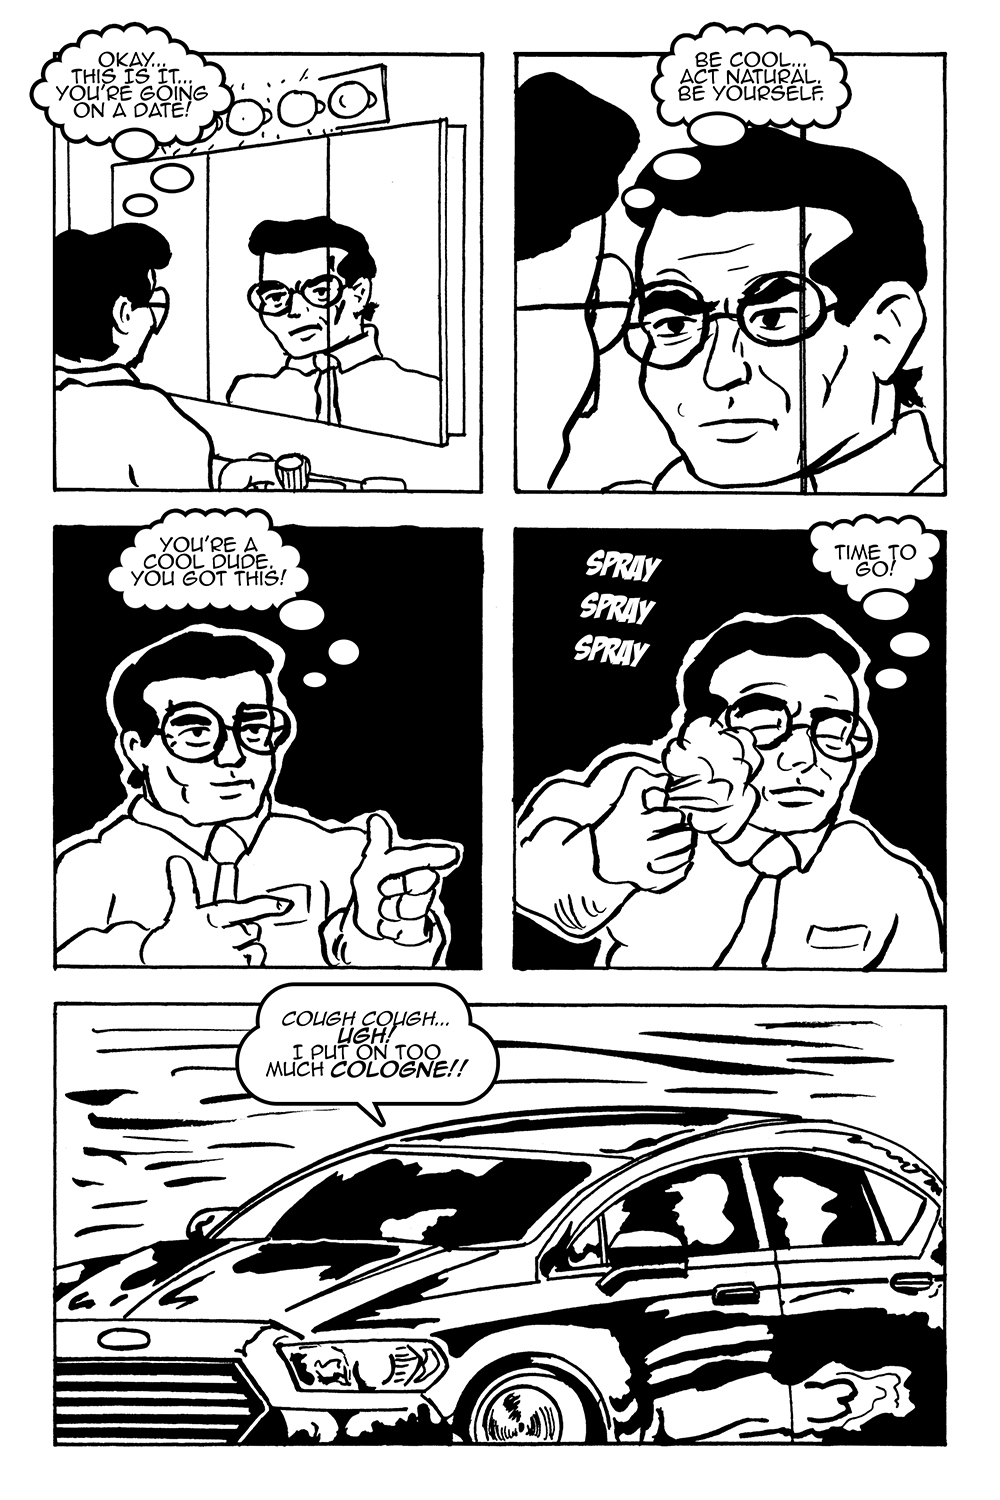 OKAY...
THIS IS IT...
YOU'RE GOING
ON A DATE!
BE COOL...
ACT NATURAL.
BE YOURSELF.
YOU'RE A
COOL DUDE.
YOU GOT THIS!
SPRAY
SPRAY
SPRAY
TIME TO
GO!
COUGH COUGH...
UGH!
I PUT ON TOO
MUCH COLOGNE!!